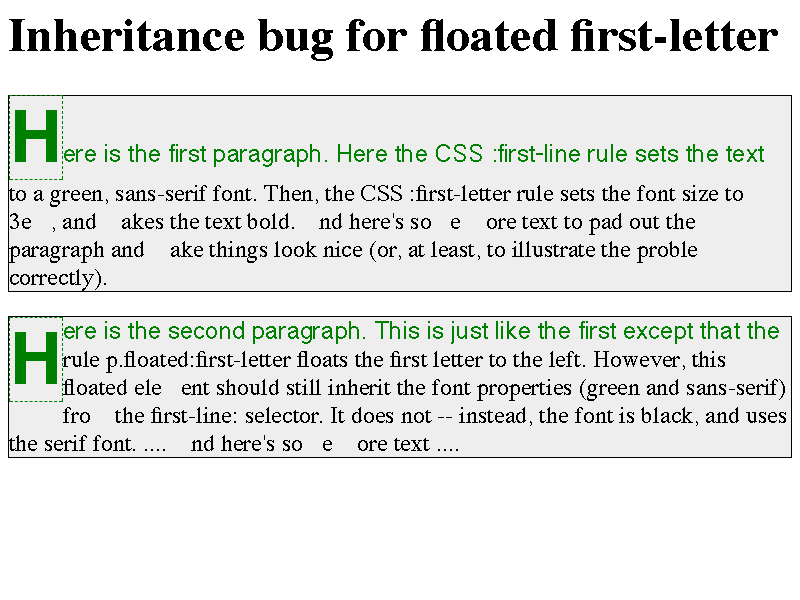 Inheritance bug for floated first-letter
Here is the first paragraph. Here the CSS :first-line rule sets the text
to a green, sans-serif font. Then, the CSS :first-letter rule sets the font size to
3e , and akes the text bold. nd here's so e ore text to pad out the
paragraph and ake things look nice (or, at least, to illustrate the proble
correctly).
Here is the second paragraph. This is just like the first except that the
rule p.floated:first-letter floats the first letter to the left. However, this
floated ele ent should still inherit the font properties (green and sans-serif)
fro the first-line: selector. It does not -- instead, the font is black, and uses
the serif font. .... nd here's so e ore text ....